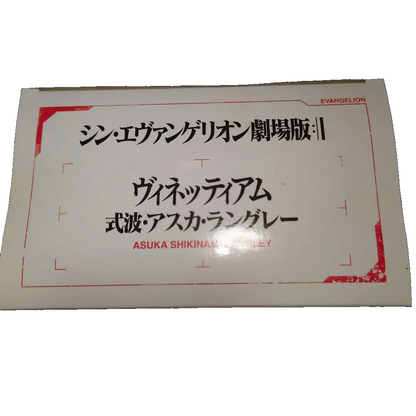 EVANGELION
シン・エヴァンゲリオン劇場版:||
ヴィネッティアム
式波・アスカ・ラングレー
ASUKA SHIKINAMI